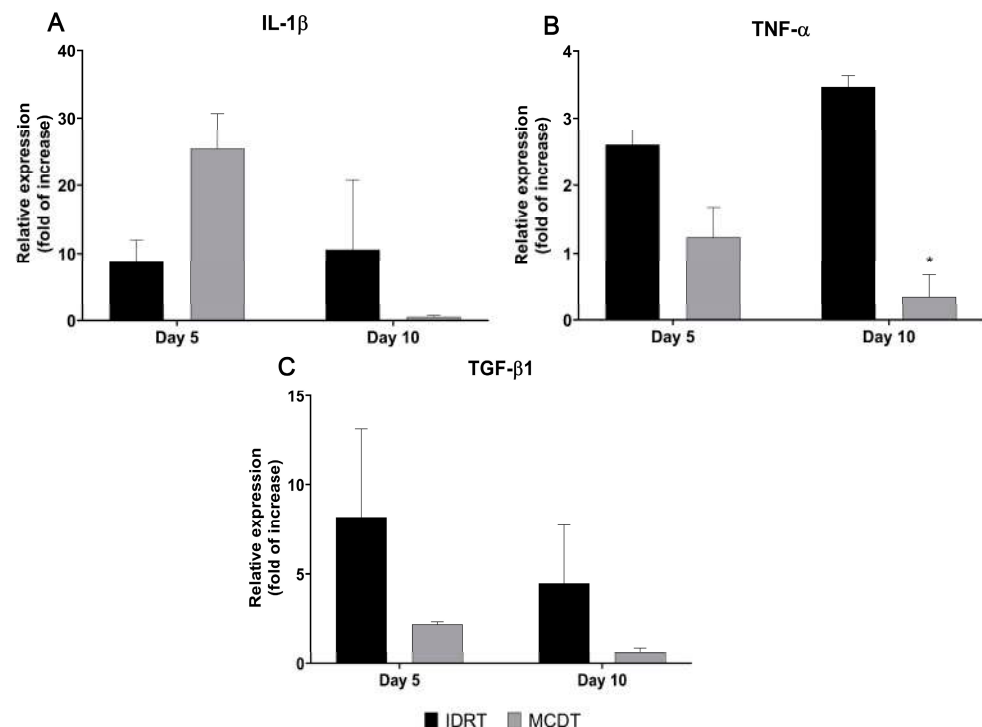 A
IL-1β
Relative expression
(fold of increase)
40
30
20
10
0
Day 5
Day 10
B
TNF-α
Relative expression
(fold of increase)
4
3
2
1
0
*
Day 5
Day 10
C
TGF-β1
Relative expression
(fold of increase)
15
10
5
0
Day 5
Day 10
IDRT MCDT